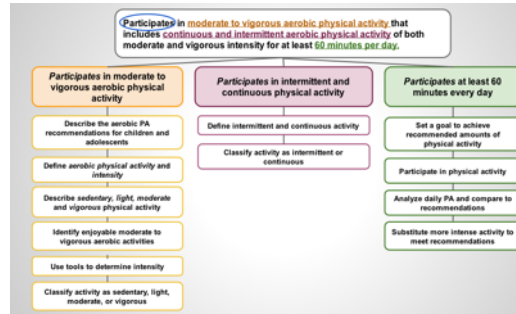 Participates in moderate to vigorous aerobic physical activity that
includes continuous and intermittent aerobic physical activity of both
moderate and vigorous intensity for at least 60 minutes per day.
Participates in moderate to
vigorous aerobic physical
activity
Describe the aerobic PA
recommendations for children and
adolescents
Define aerobic physical activity and
intensity
Describe sedentary, light, moderate
and vigorous physical activity
Identify enjoyable moderate to
vigorous aerobic activities
Use tools to determine intensity
Classify activity as sedentary, light,
moderate, or vigorous
Participates in intermittent and
continuous physical activity
Define intermittent and continuous activity
Classify activity as intermittent or
continuous
Participates at least 60
minutes every day
Set a goal to achieve
recommended amounts of
physical activity
Participate in physical activity
Analyze daily PA and compare to
recommendations
Substitute more intense activity to
meet recommendations